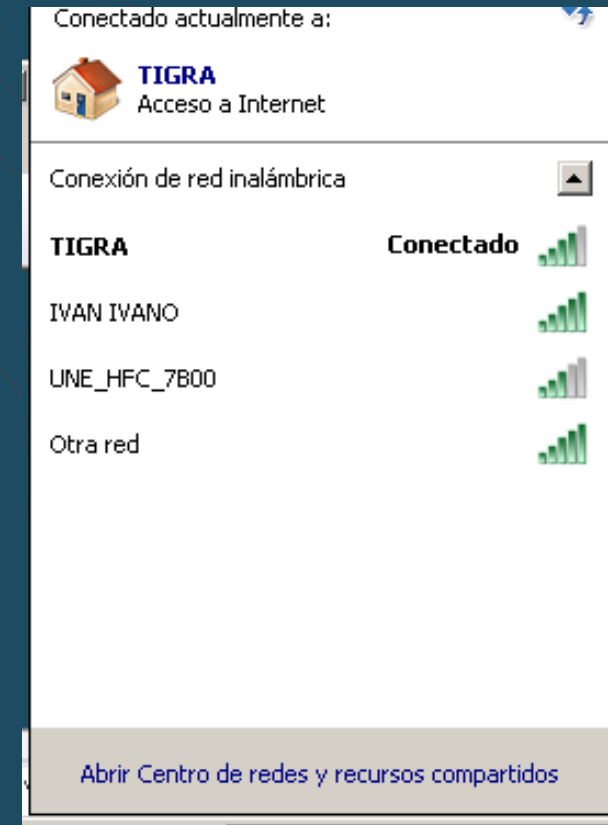 Conectado actualmente a:
TIGRA
Acceso a Internet
Conexión de red inalámbrica
TIGRA Conectado
IVAN IVANO
UNE_HFC_7B00
Otra red
Abrir Centro de redes y recursos compartidos